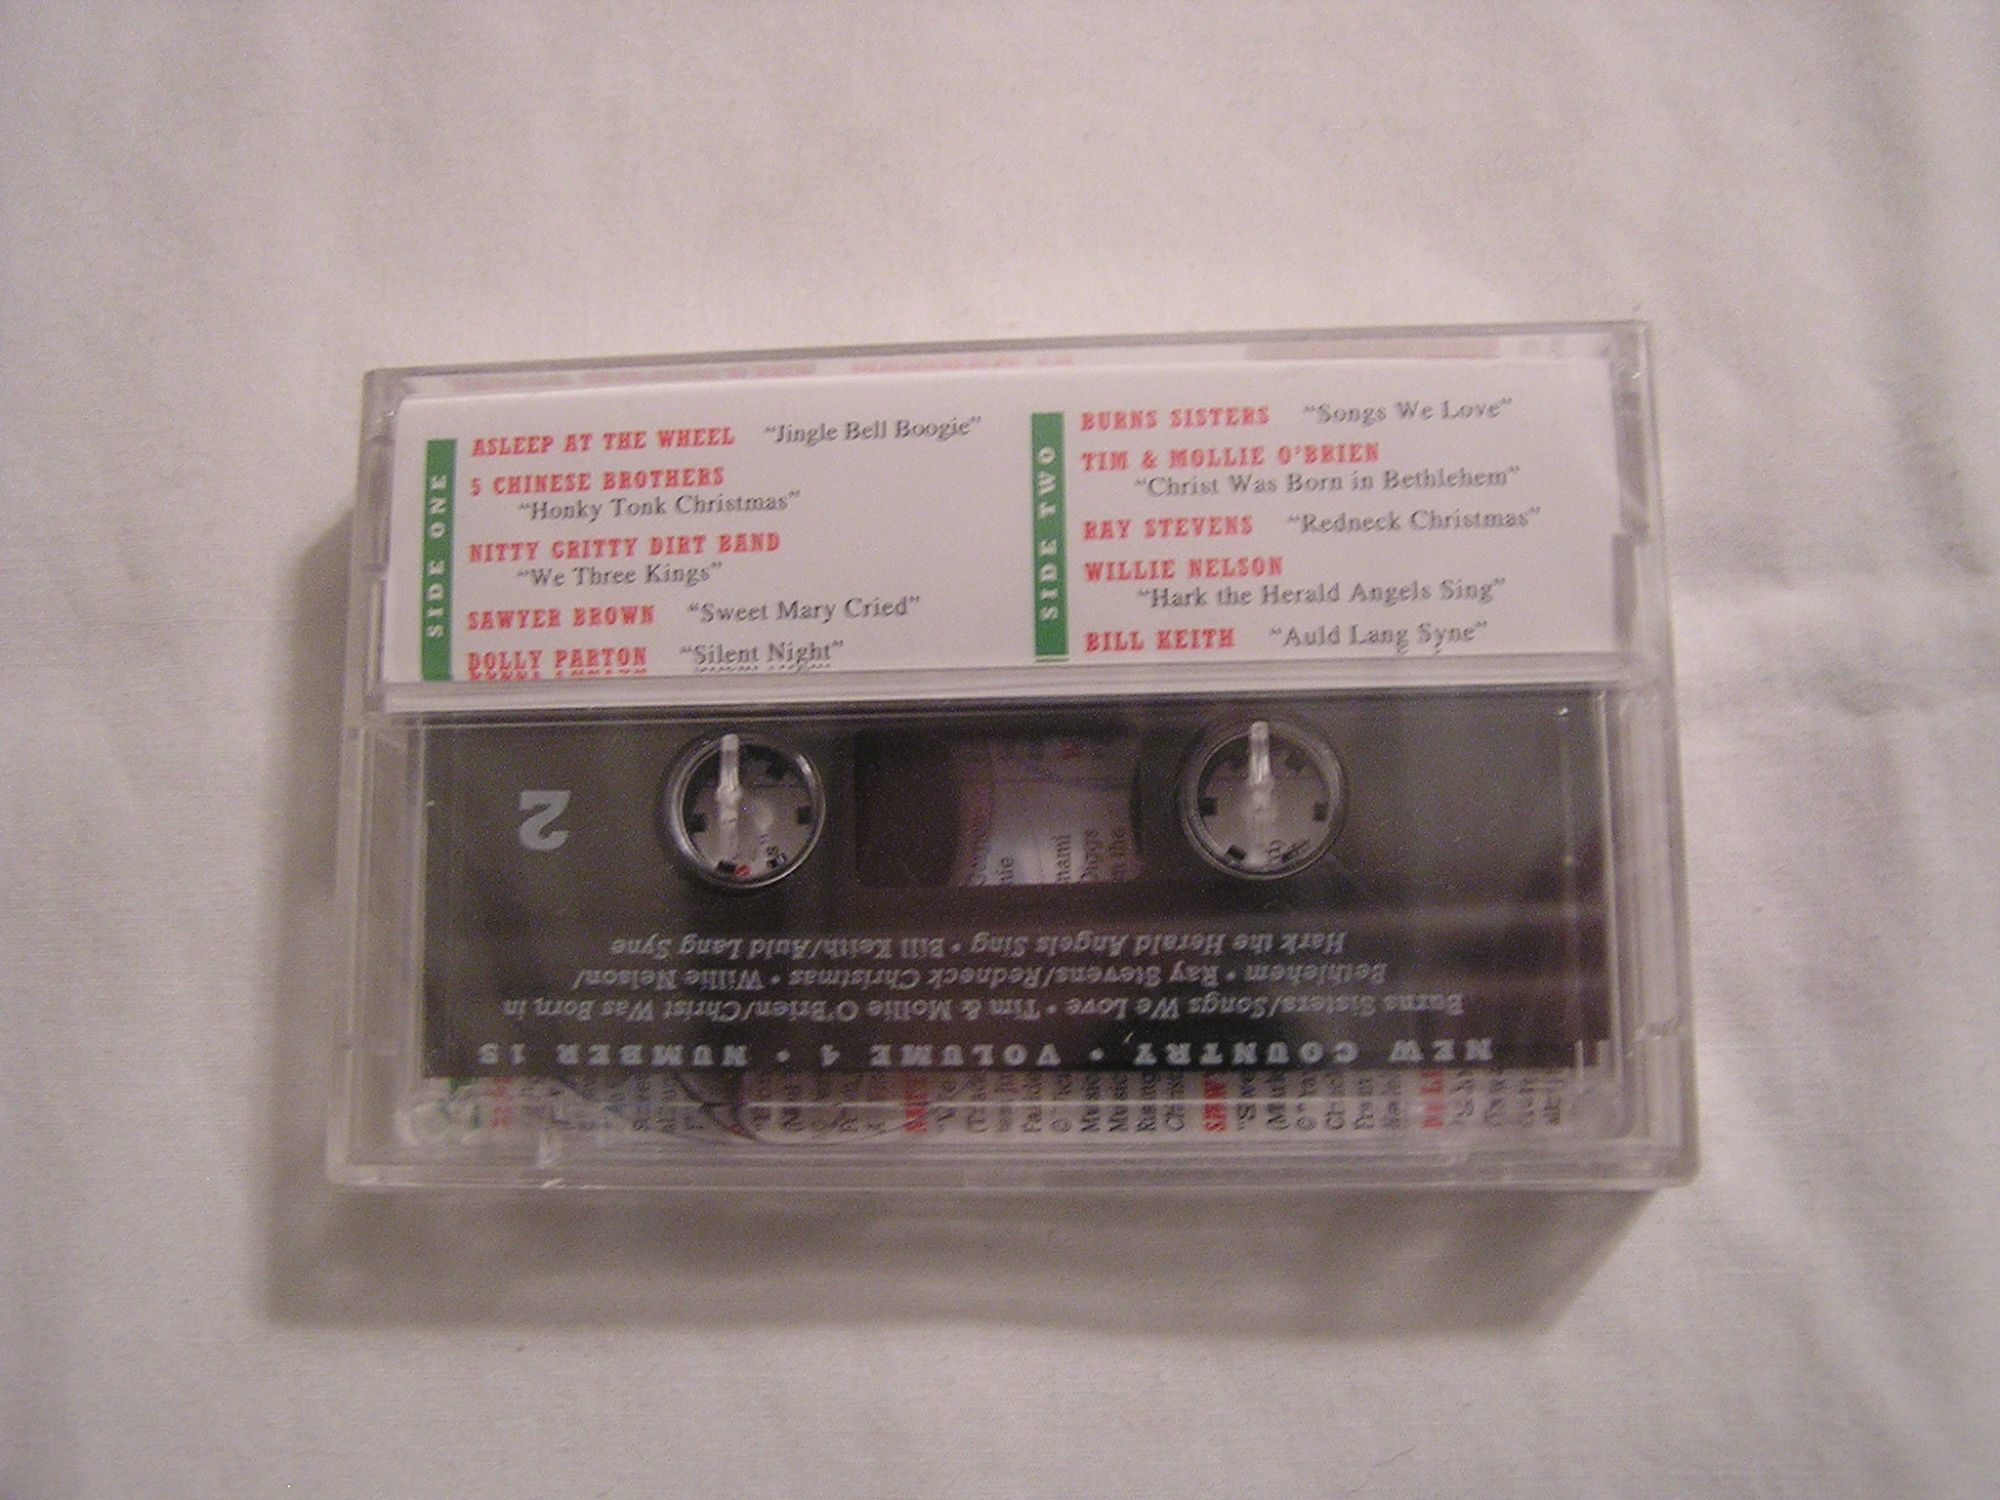 SIDE ONE
ASLEEP AT THE WHEEL "Jingle Bell Boogie"
5 CHINESE BROTHERS
"Honky Tonk Christmas"
NITTY GRITTY DIRT BAND
"We Three Kings"
SAWYER BROWN "Sweet Mary Cried"
DOLLY PARTON "Silent Night"
SIDE TWO
BURNS SISTERS "Songs We Love"
TIM & MOLLIE O'BRIEN
"Christ Was Born in Bethlehem"
RAY STEVENS "Redneck Christmas"
WILLIE NELSON
"Hark the Herald Angels Sing"
BILL KEITH "Auld Lang Syne"
2
NEW COUNTRY • VOLUME 4 • NUMBER 15
Burns Sisters/Songs We Love • Tim & Mollie O'Brien/Christ Was Born in
Bethlehem • Ray Stevens/Redneck Christmas • Willie Nelson/
Hark the Herald Angels Sing • Bill Keith/Auld Lang Syne